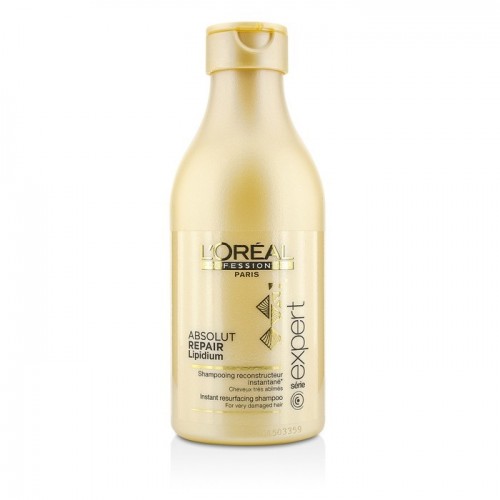 L'ORÉAL
FESSION
PARIS
ABSOLUT
REPAIR
Lipidium
Shampooing reconstructeur
instantané*
Cheveux très abîmés
Instant resurfacing shampoo
For very damaged hair
série
expert